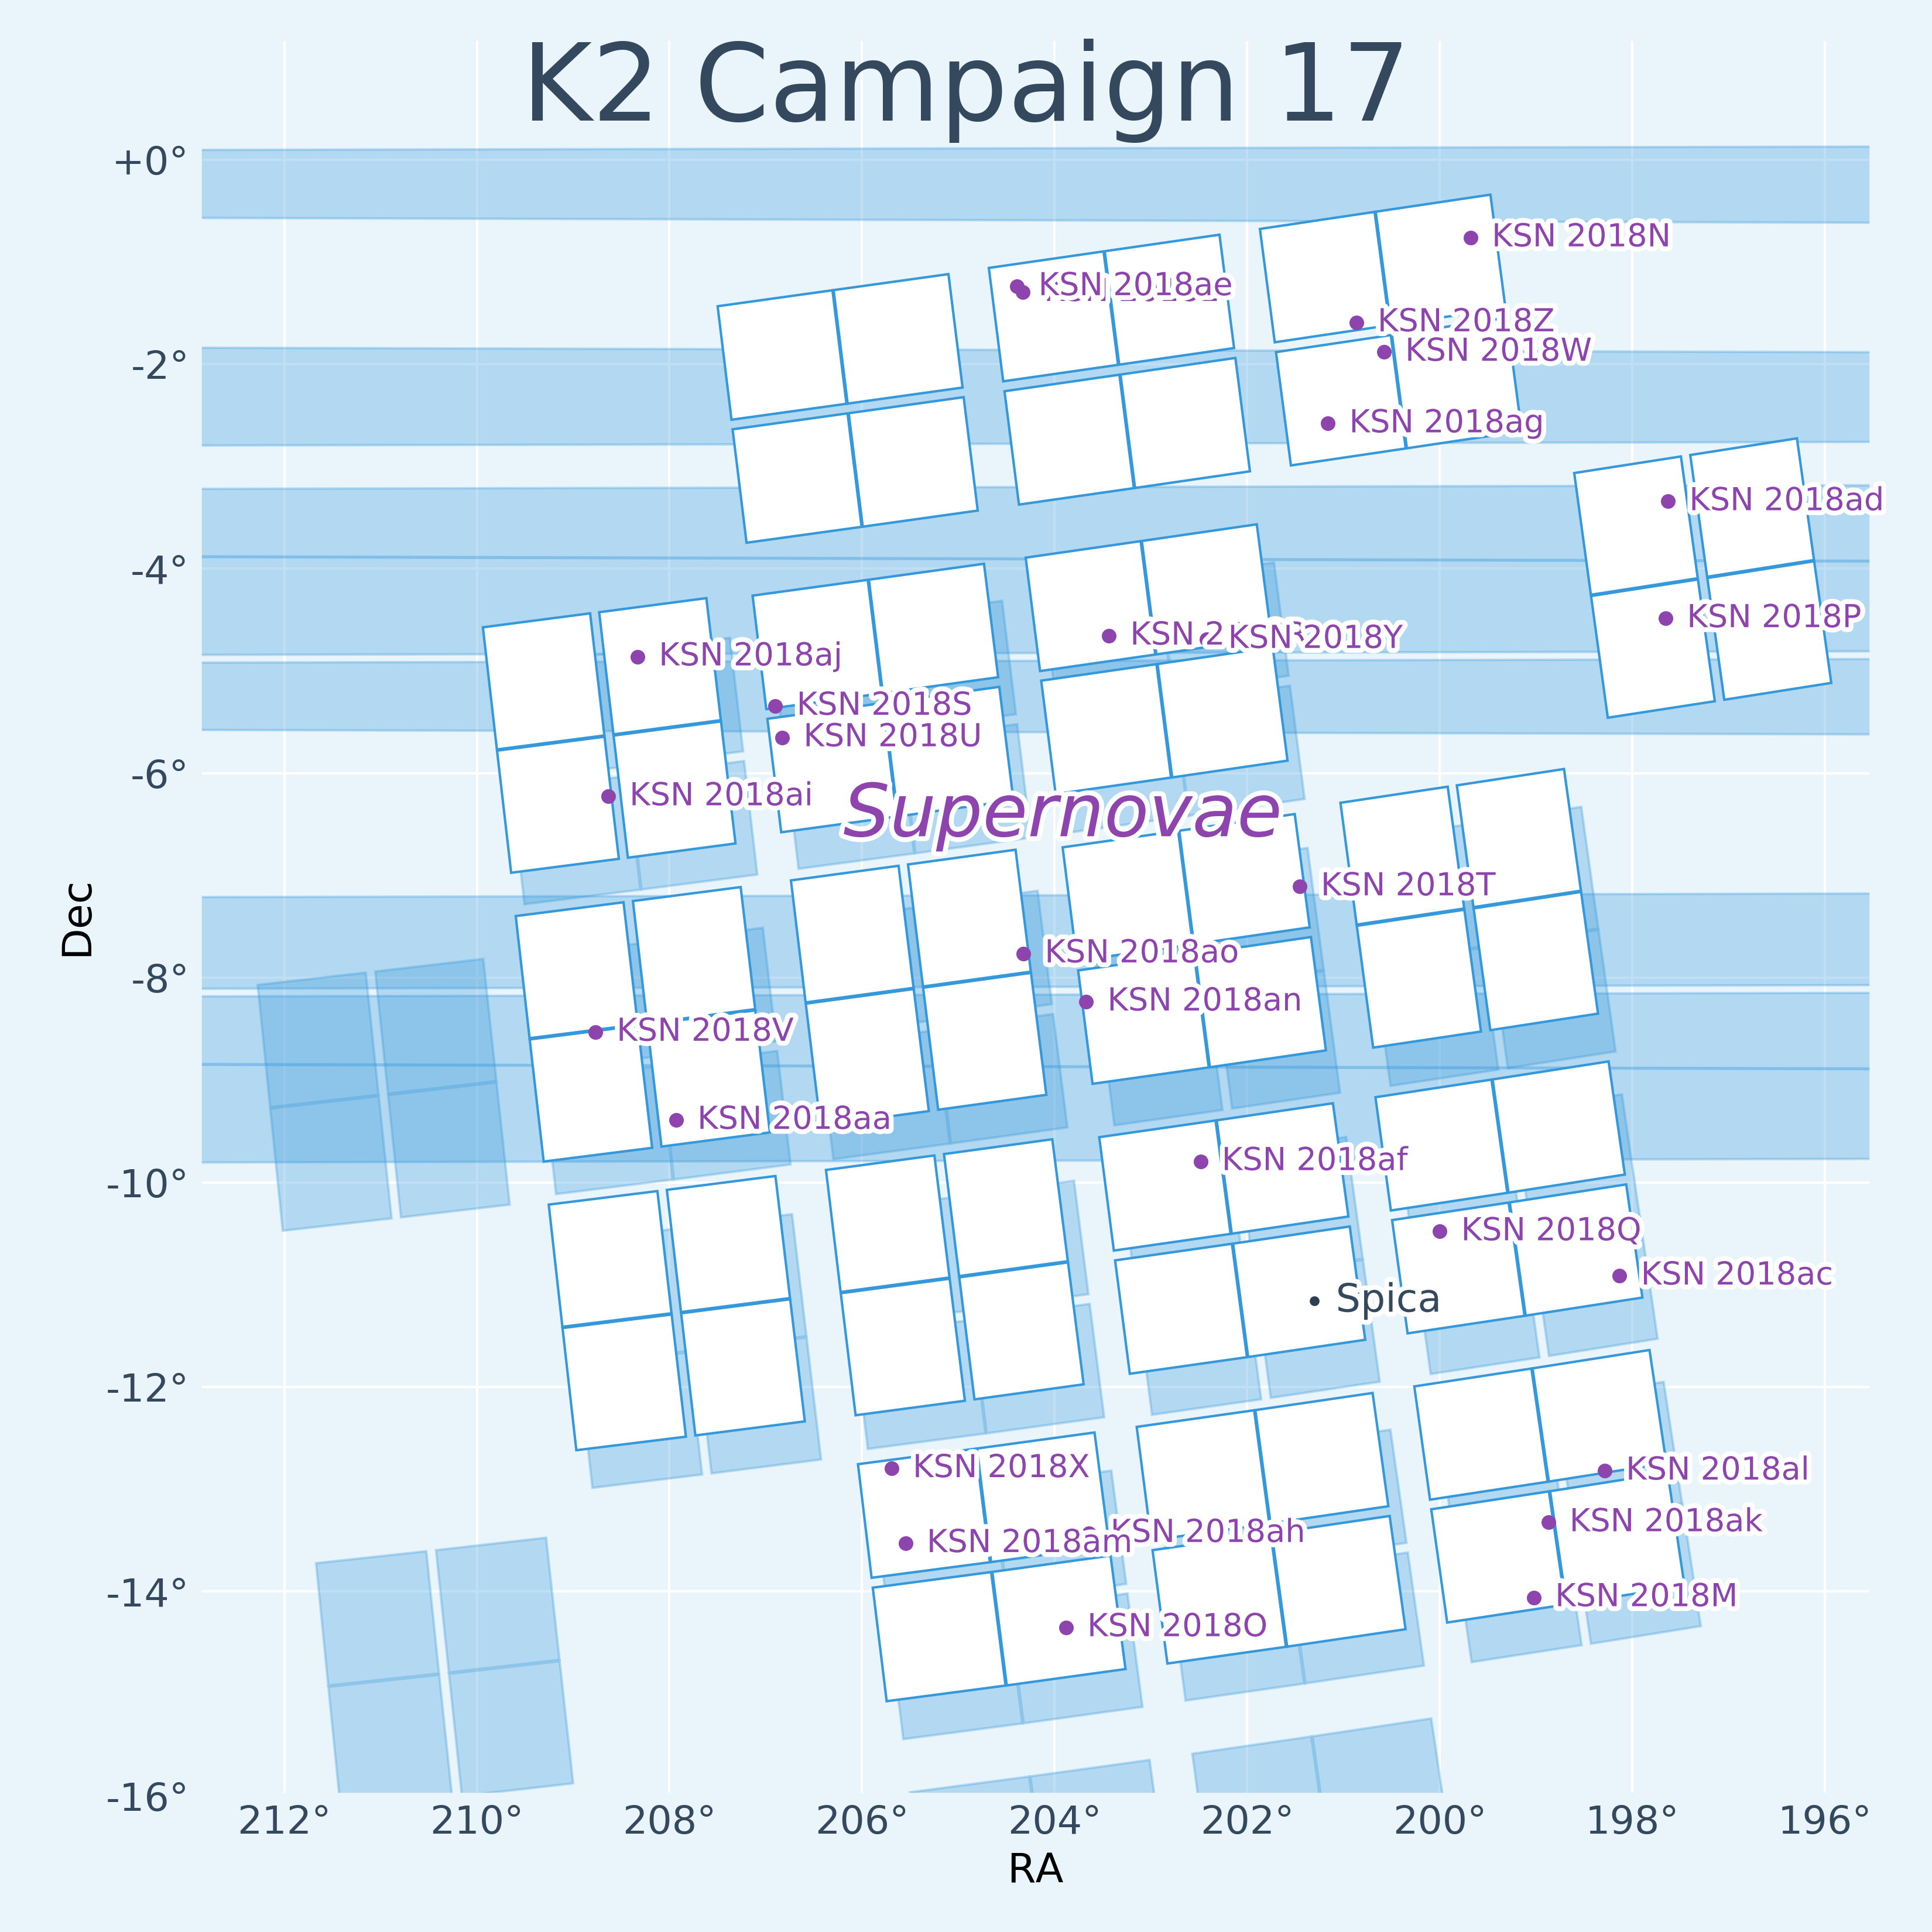 K2 Campaign 17
+0°
KSN 2018N
KSN 2018ae
KSN 2018Z
KSN 2018W
-2°
KSN 2018ag
KSN 2018ad
-4°
KSN 2018P
KSN 2018Y
KSN 2018aj
KSN 2018S
KSN 2018U
-6°
KSN 2018ai
Supernovae
KSN 2018T
Dec
KSN 2018ao
-8°
KSN 2018an
KSN 2018V
KSN 2018aa
KSN 2018af
-10°
KSN 2018Q
KSN 2018ac
Spica
-12°
KSN 2018X
KSN 2018al
KSN 2018ak
KSN 2018ah
KSN 2018am
-14°
KSN 2018M
KSN 2018O
-16°
212° 210° 208° 206° 204° 202° 200° 198° 196°
RA